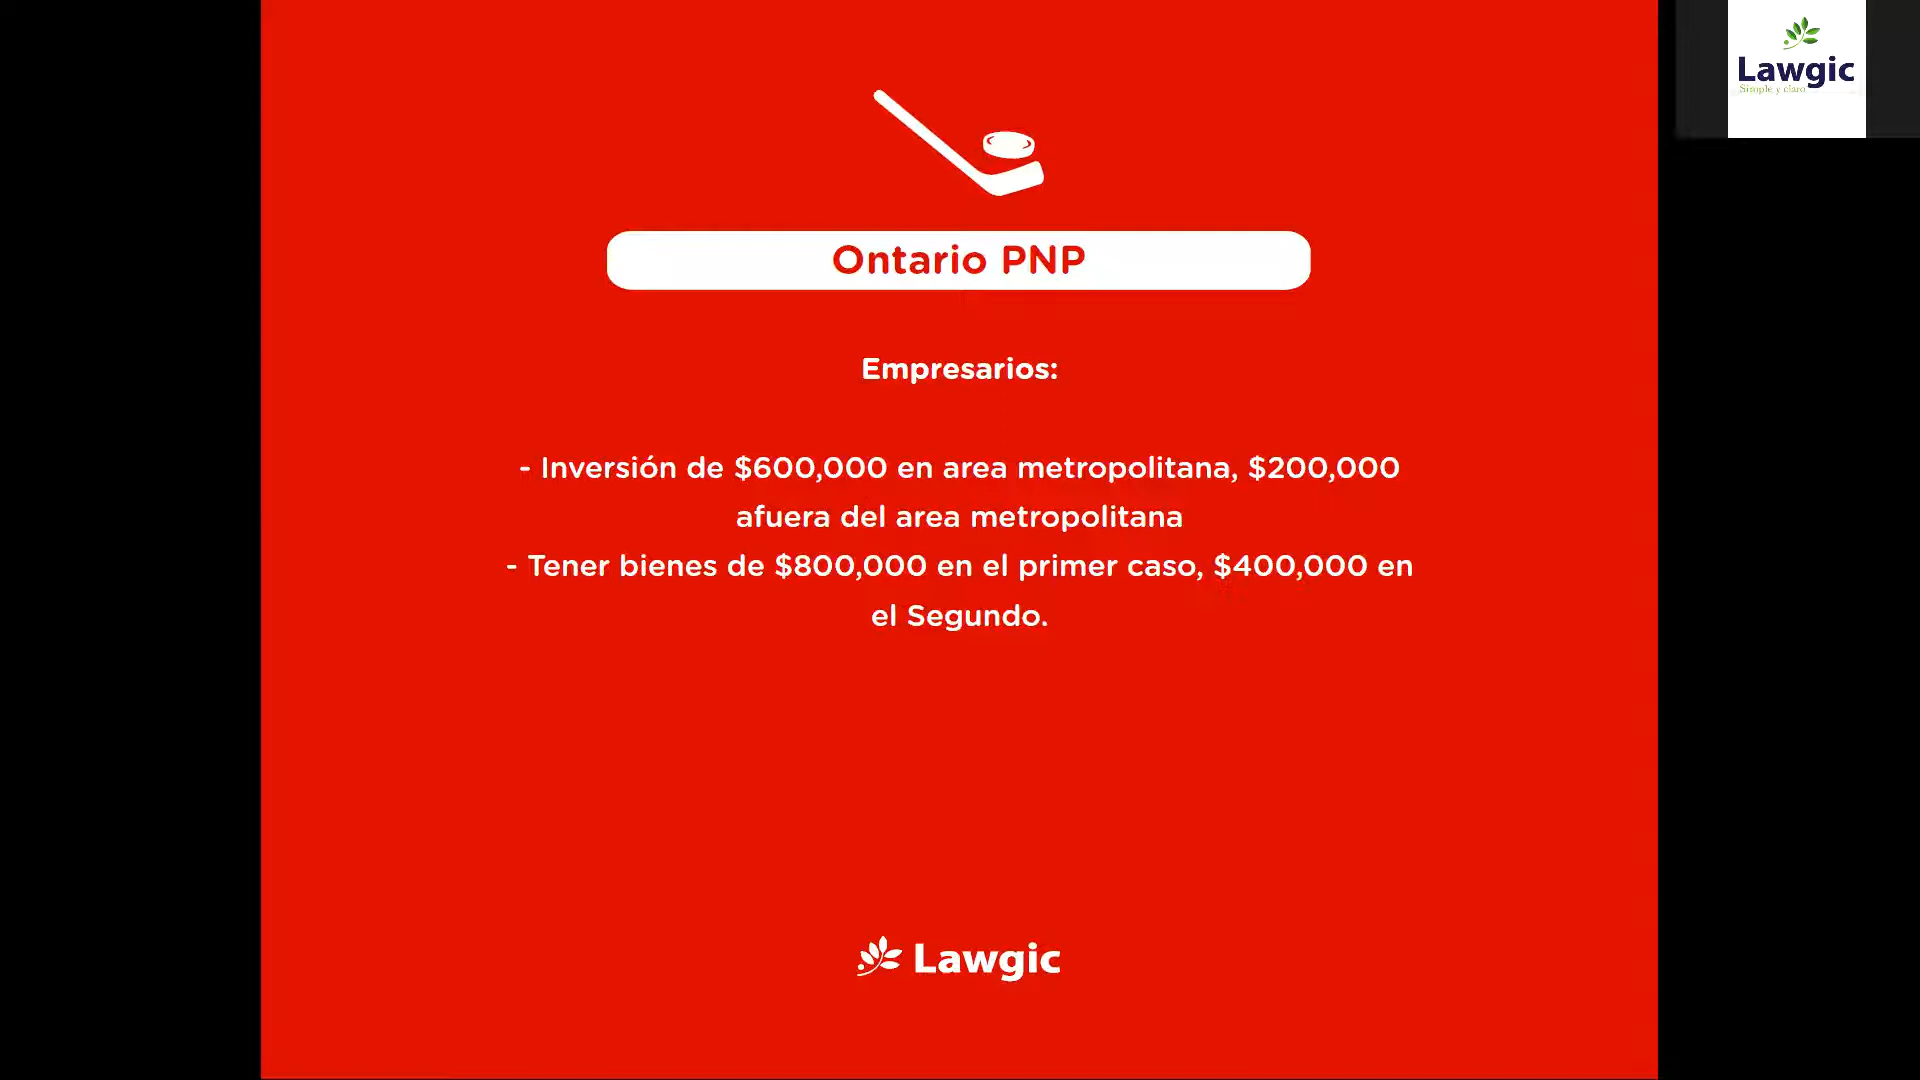 Lawgic
Simple y claro
Ontario PNP
Empresarios:
- Inversión de $600,000 en area metropolitana, $200,000
afuera del area metropolitana
- Tener bienes de $800,000 en el primer caso, $400,000 en
el Segundo.
Lawgic